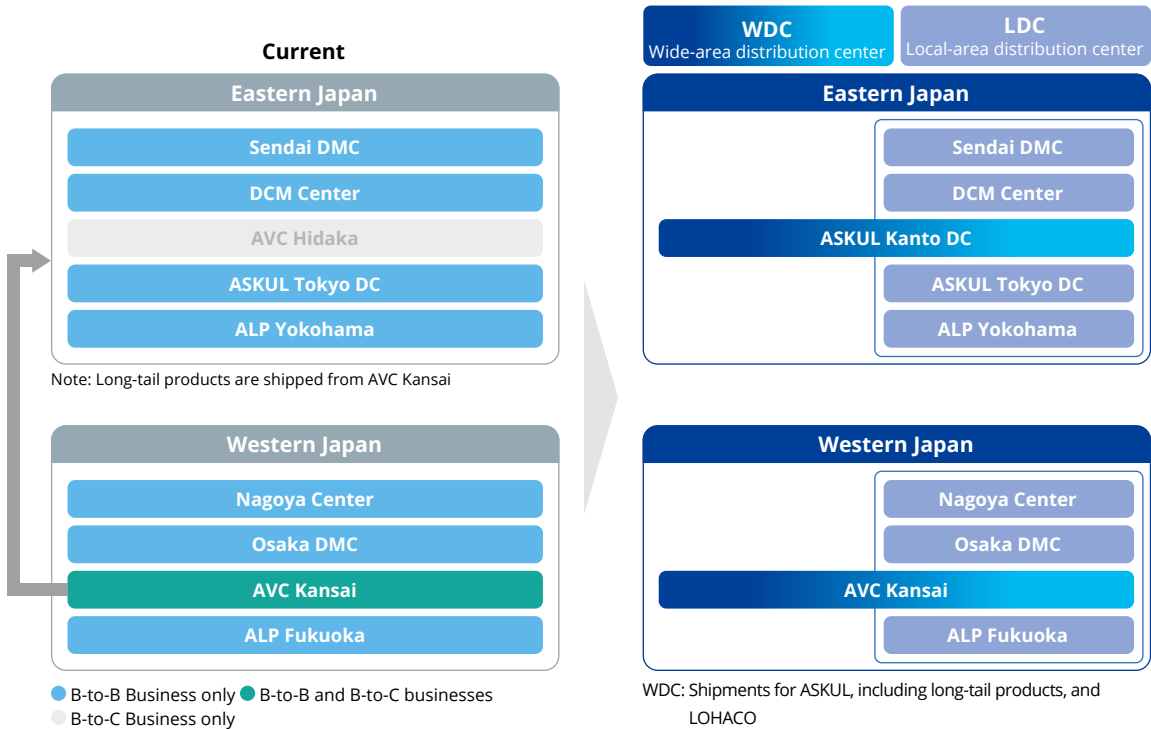 Current
Eastern Japan
Sendai DMC
DCM Center
AVC Hidaka
ASKUL Tokyo DC
ALP Yokohama
Note: Long-tail products are shipped from AVC Kansai
Western Japan
Nagoya Center
Osaka DMC
AVC Kansai
ALP Fukuoka
B-to-B Business only
B-to-B and B-to-C businesses
B-to-C Business only
WDC
Wide-area distribution center
LDC
Local-area distribution center
Eastern Japan
Sendai DMC
DCM Center
ASKUL Kanto DC
ASKUL Tokyo DC
ALP Yokohama
Western Japan
Nagoya Center
Osaka DMC
AVC Kansai
ALP Fukuoka
WDC: Shipments for ASKUL, including long-tail products, and
LOHACO